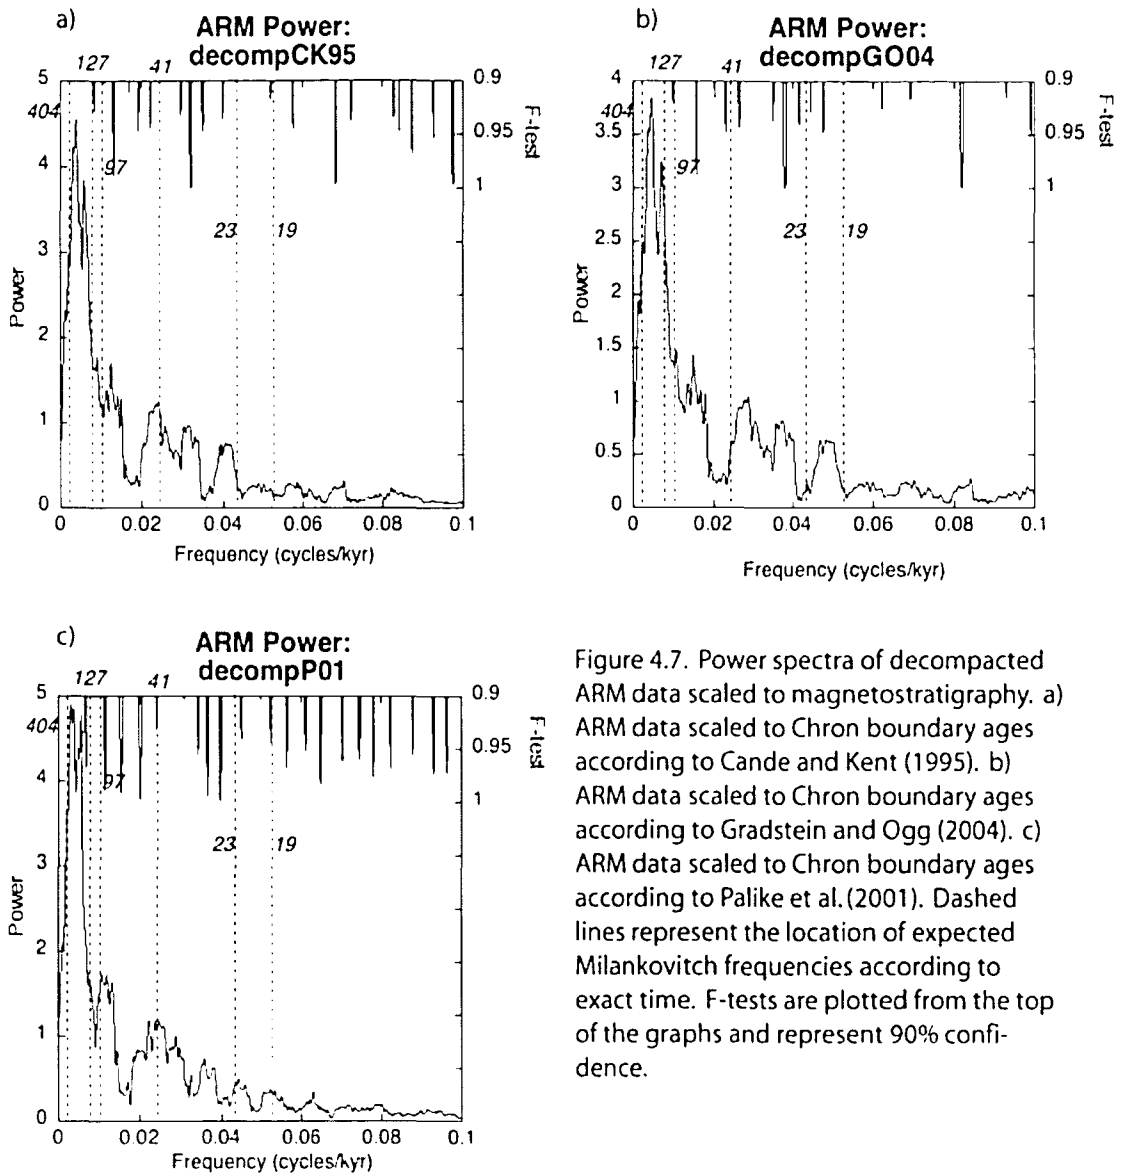 a)
ARM Power:
decompCK95
127
41
404
97
23
19
5
4
3
2
1
0
Power
0.9
0.95
1
F-test
0
0.02
0.04
0.06
0.08
0.1
Frequency (cycles/kyr)
b)
ARM Power:
decompGO04
127
41
404
97
23
19
4
3.5
3
2.5
2
1.5
1
0.5
0
Power
0.9
0.95
1
F-test
0
0.02
0.04
0.06
0.08
0.1
Frequency (cycles/kyr)
c)
ARM Power:
decompP01
127
41
404
97
23
19
5
4
3
2
1
0
Power
0.9
0.95
1
F-test
0
0.02
0.04
0.06
0.08
0.1
Frequency (cycles/kyr)
Figure 4.7. Power spectra of decompacted
ARM data scaled to magnetostratigraphy. a)
ARM data scaled to Chron boundary ages
according to Cande and Kent (1995). b)
ARM data scaled to Chron boundary ages
according to Gradstein and Ogg (2004). c)
ARM data scaled to Chron boundary ages
according to Palike et al. (2001). Dashed
lines represent the location of expected
Milankovitch frequencies according to
exact time. F-tests are plotted from the top
of the graphs and represent 90% confi-
dence.